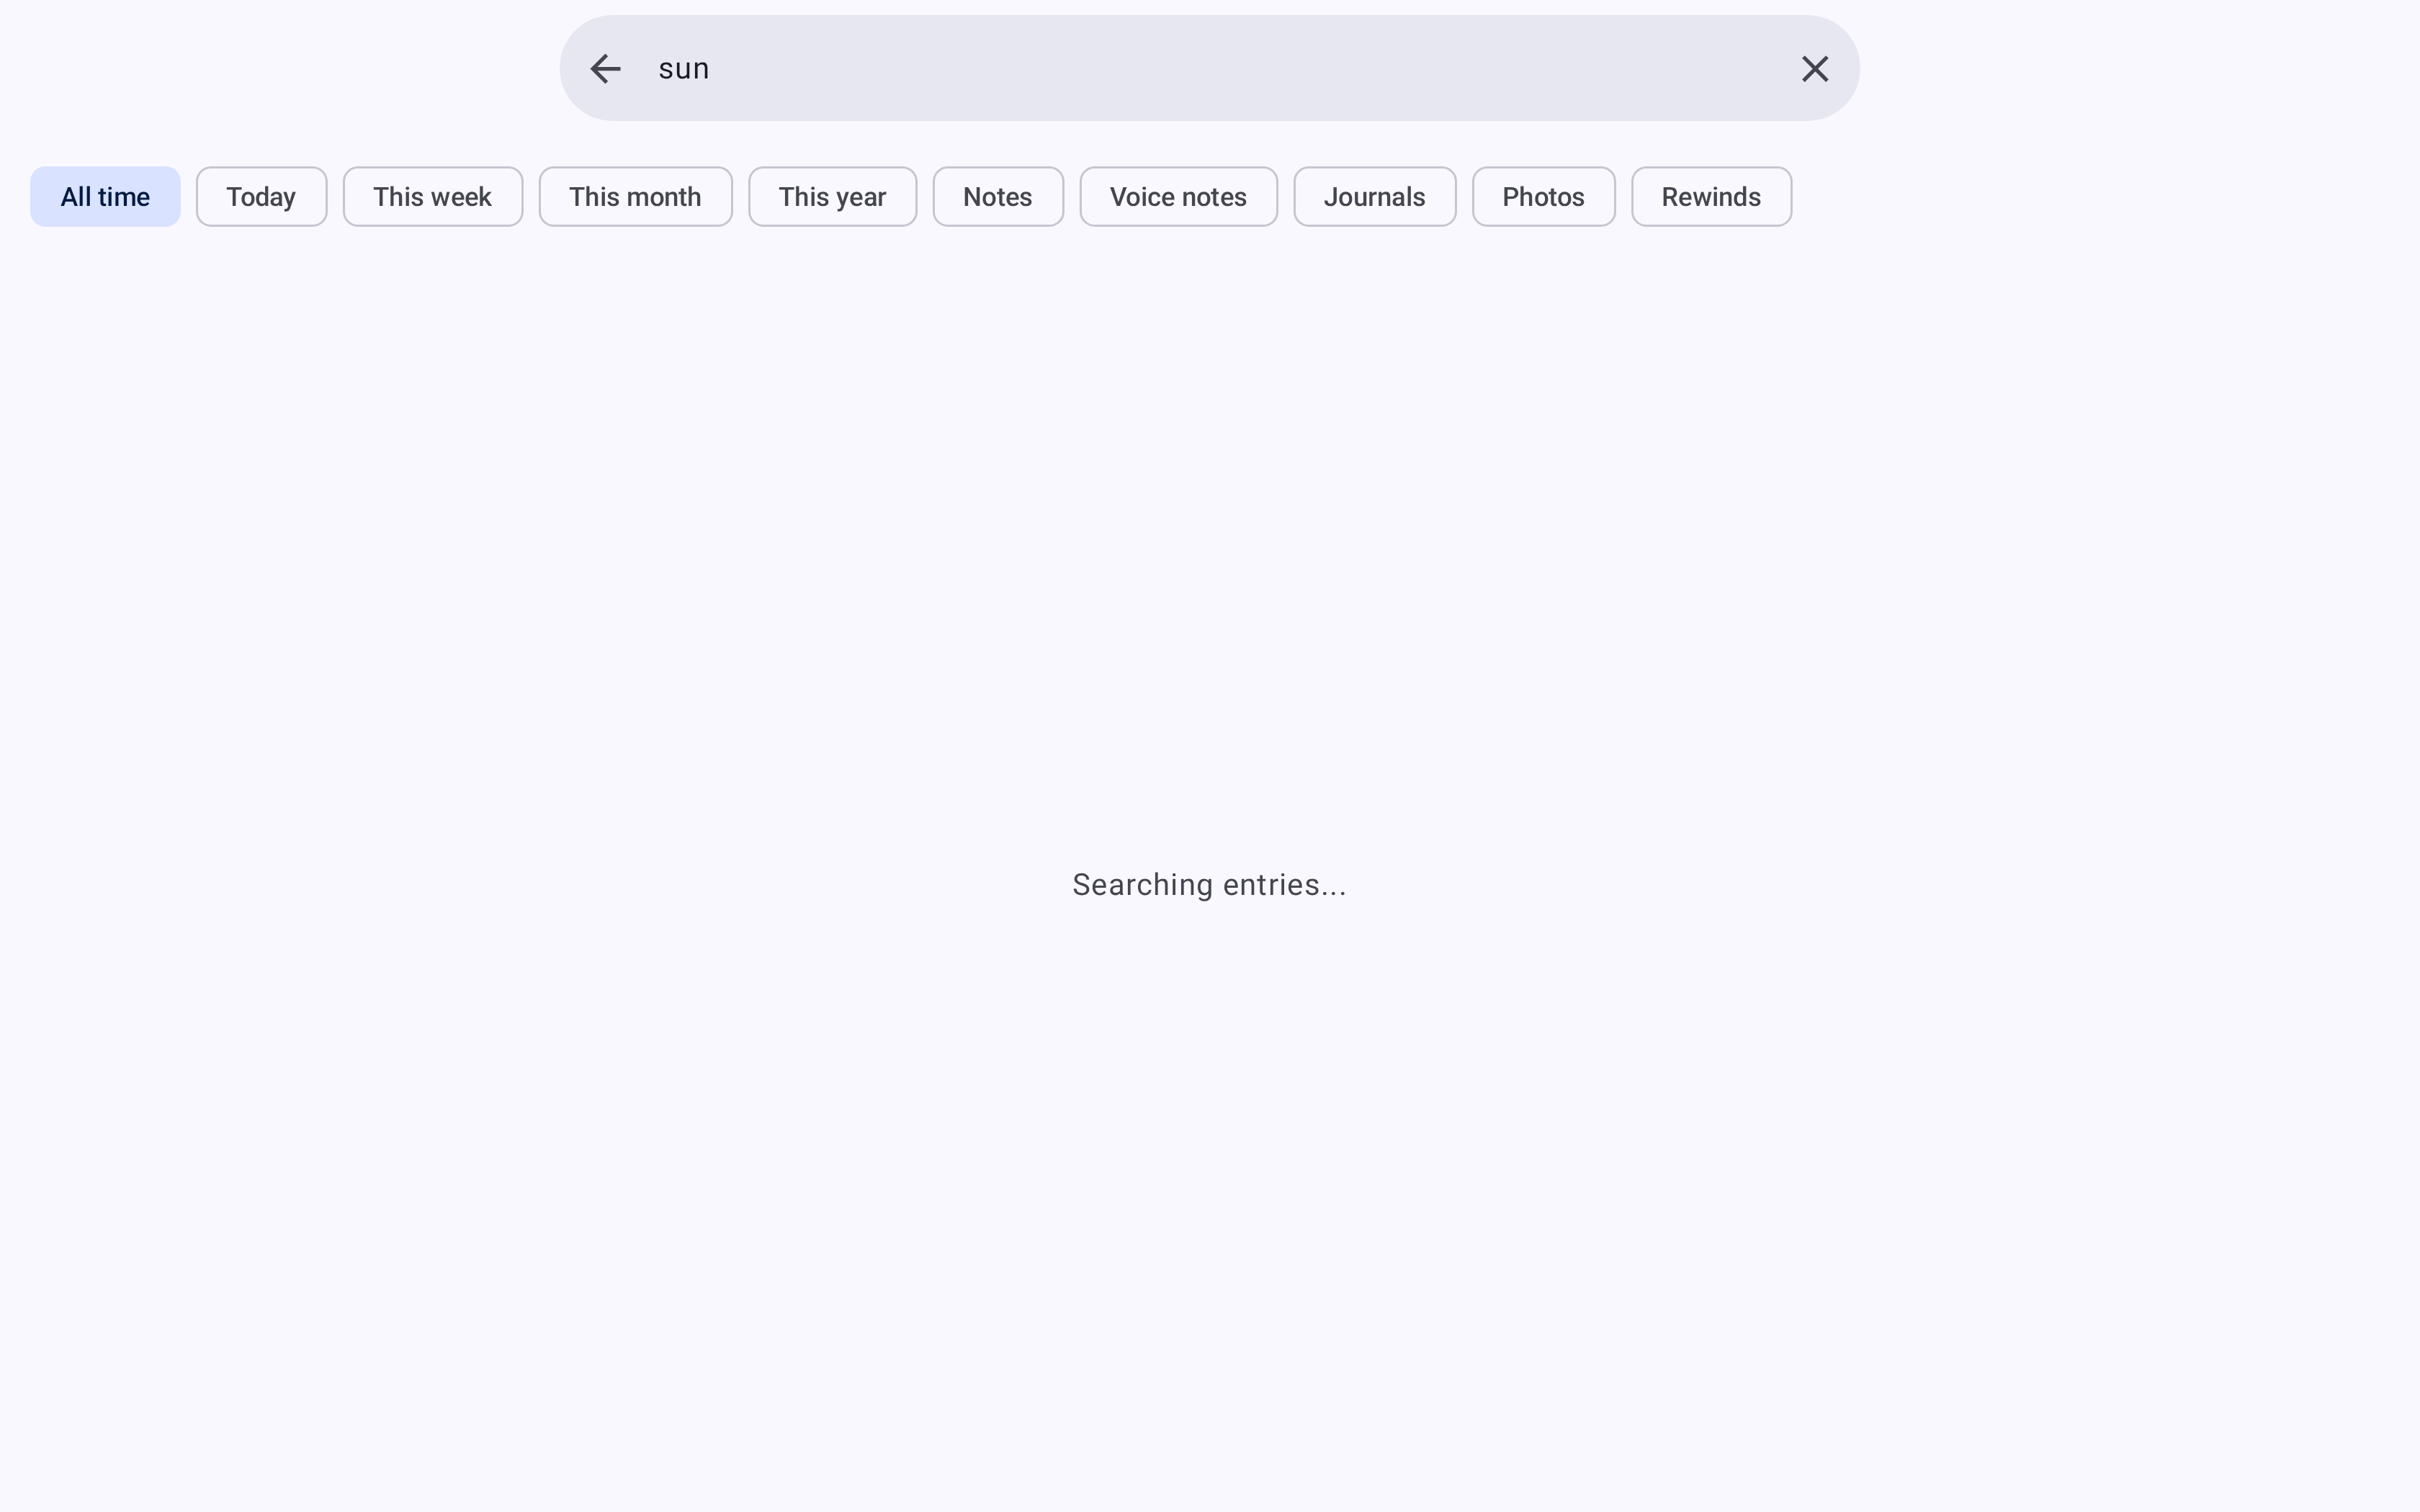 sun
All time Today This week This month This year Notes Voice notes Journals Photos Rewinds
Searching entries...